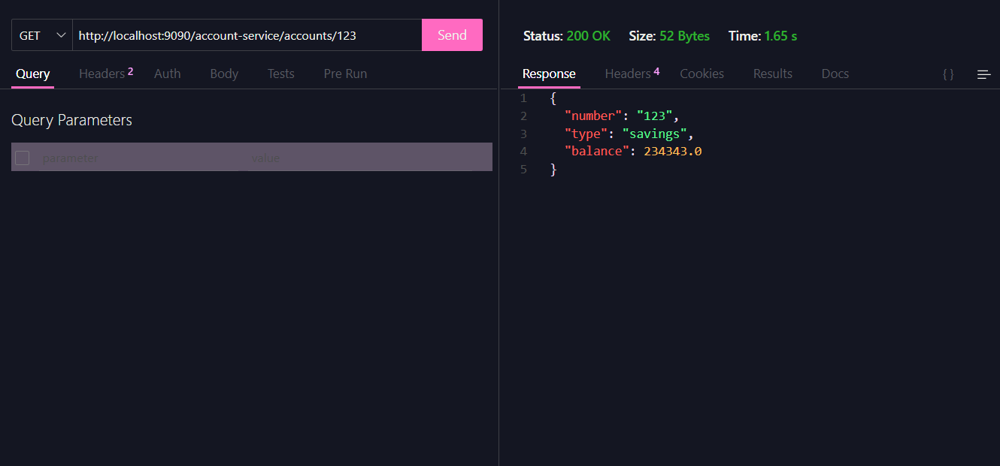 GET http://localhost:9090/account-service/accounts/123 Send
Query Headers 2 Auth Body Tests Pre Run
Query Parameters
parameter value
Status: 200 OK Size: 52 Bytes Time: 1.65 s
Response Headers 4 Cookies Results Docs { }
1 {
2 "number": "123",
3 "type": "savings",
4 "balance": 234343.0
5 }